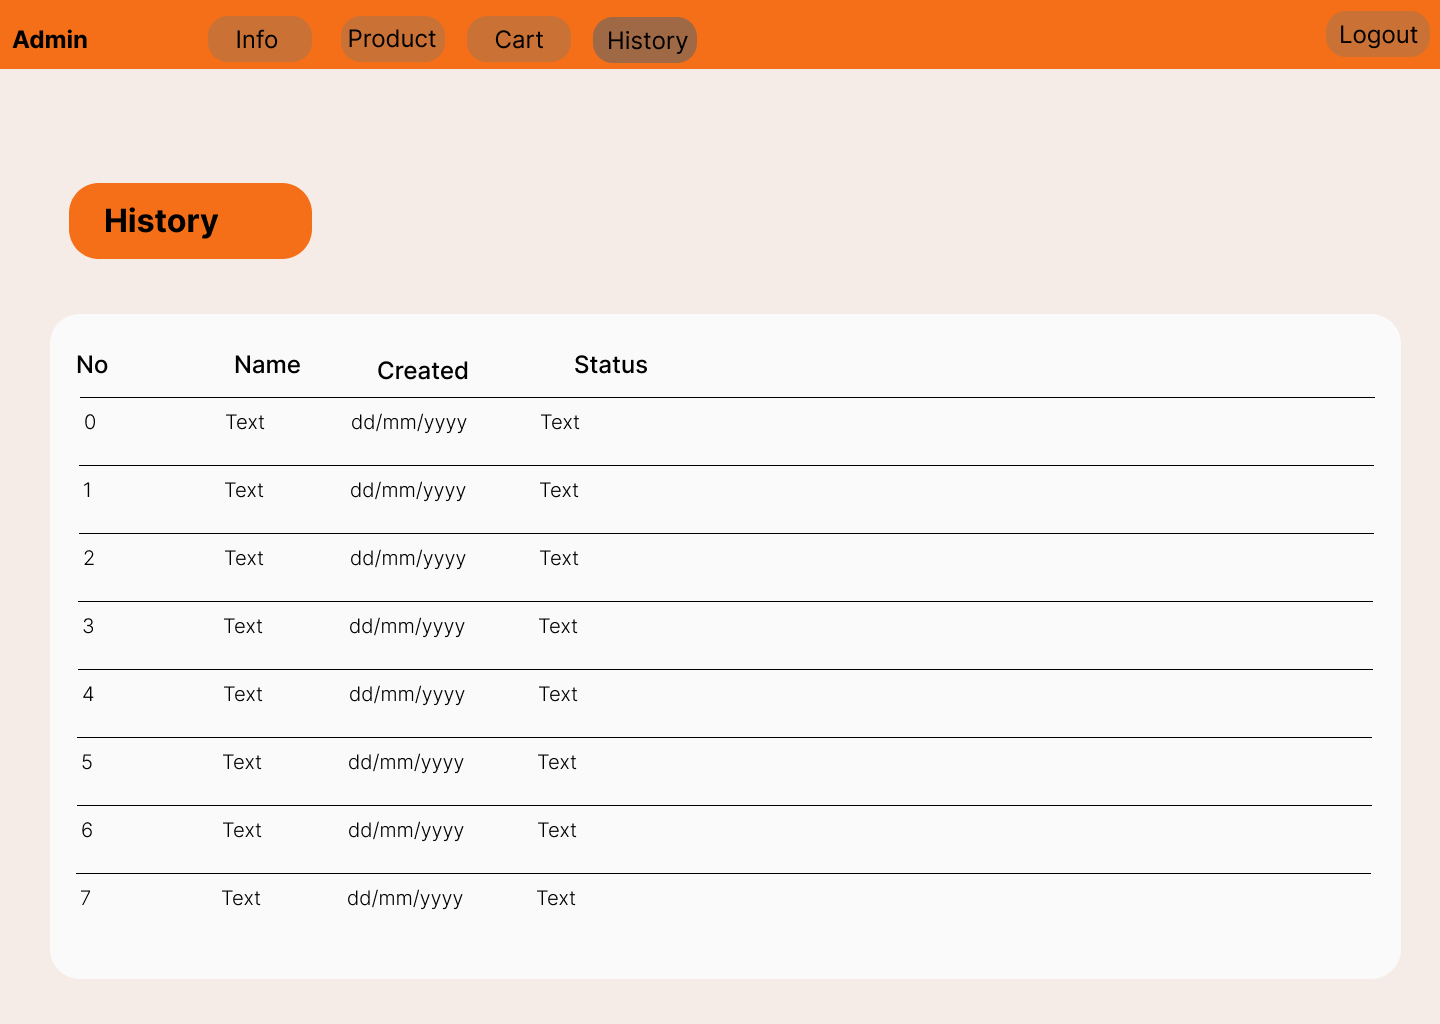 Admin Info Product Cart History Logout
History
No Name Created Status
0 Text dd/mm/yyyy Text
1 Text dd/mm/yyyy Text
2 Text dd/mm/yyyy Text
3 Text dd/mm/yyyy Text
4 Text dd/mm/yyyy Text
5 Text dd/mm/yyyy Text
6 Text dd/mm/yyyy Text
7 Text dd/mm/yyyy Text